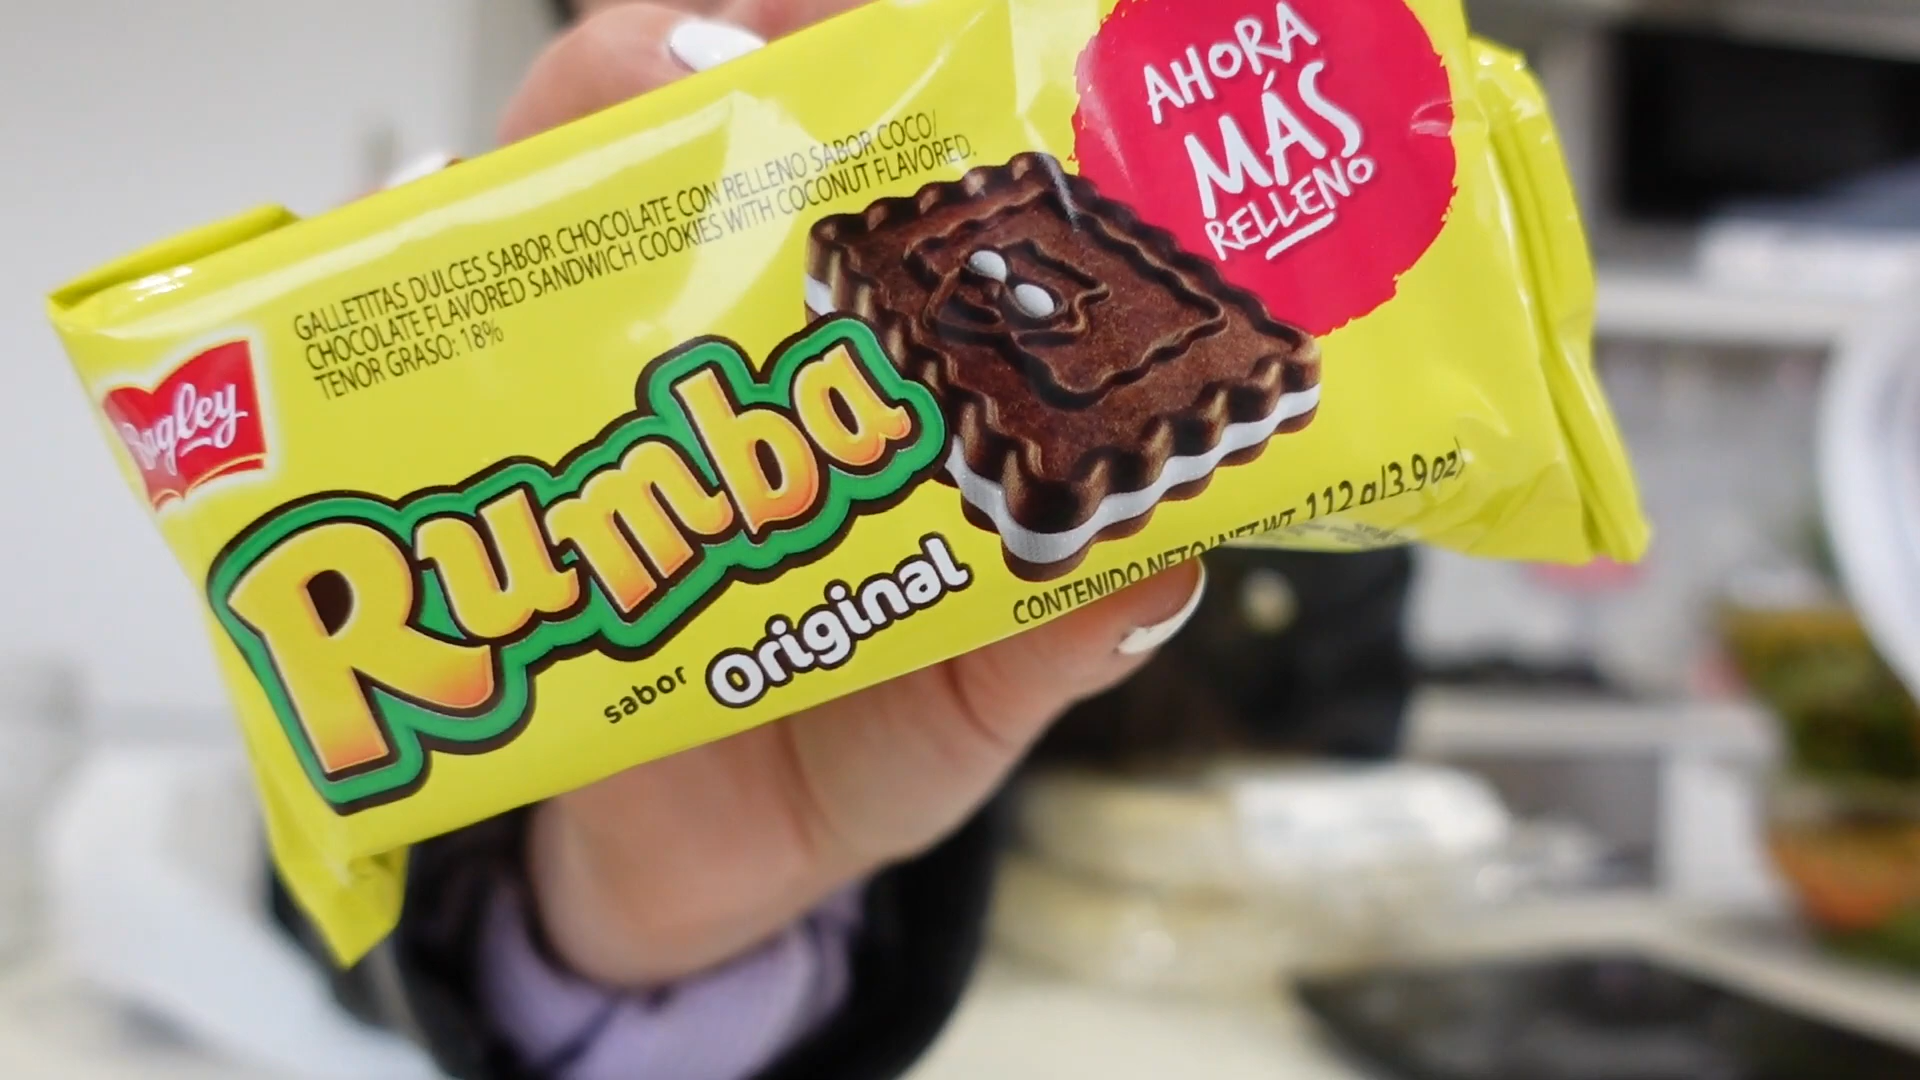 GALLETITAS DULCES SABOR CHOCOLATE CON RELLENO SABOR COCO/
CHOCOLATE FLAVORED SANDWICH COOKIES WITH COCONUT FLAVORED.
TENOR GRASO: 18%
AHORA
MÁS
RELLENO
Bagley
Rumba
sabor original
CONTENIDO NETO/NET WT 112 g/3.9 oz)